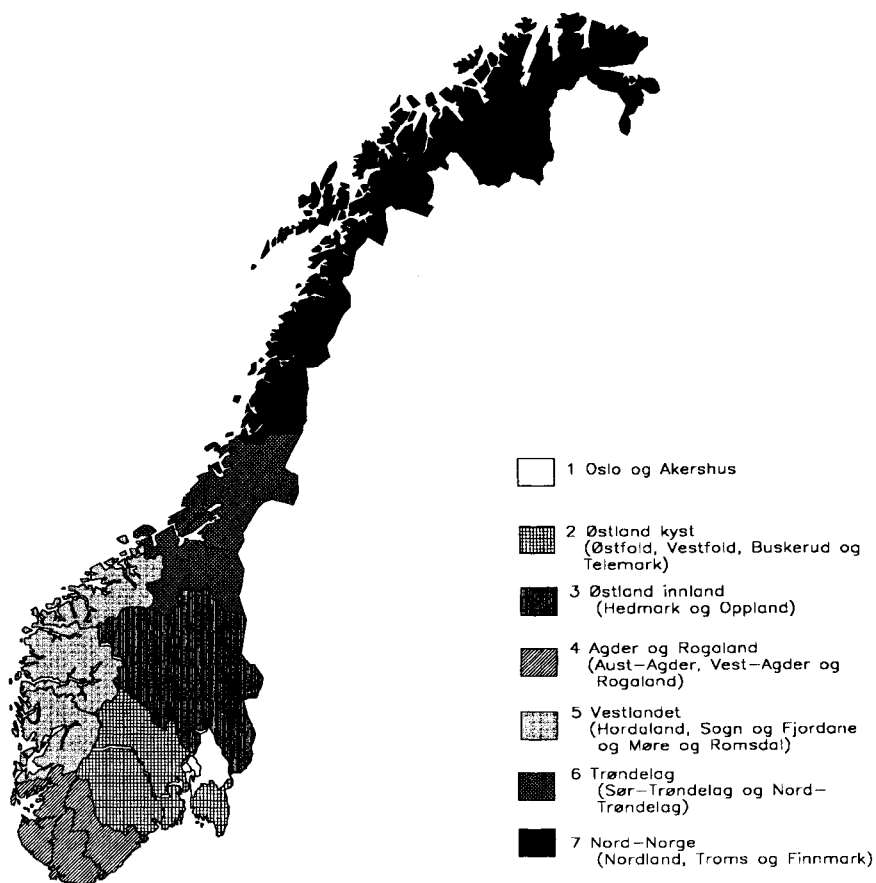 1 Oslo og Akershus
2 Østland kyst
(Østfold, Vestfold, Buskerud og
Telemark)
3 Østland innland
(Hedmark og Oppland)
4 Agder og Rogaland
(Aust-Agder, Vest-Agder og
Rogaland)
5 Vestlandet
(Hordaland, Sogn og Fjordane
og Møre og Romsdal)
6 Trøndelag
(Sør-Trøndelag og Nord-
Trøndelag)
7 Nord-Norge
(Nordland, Troms og Finnmark)